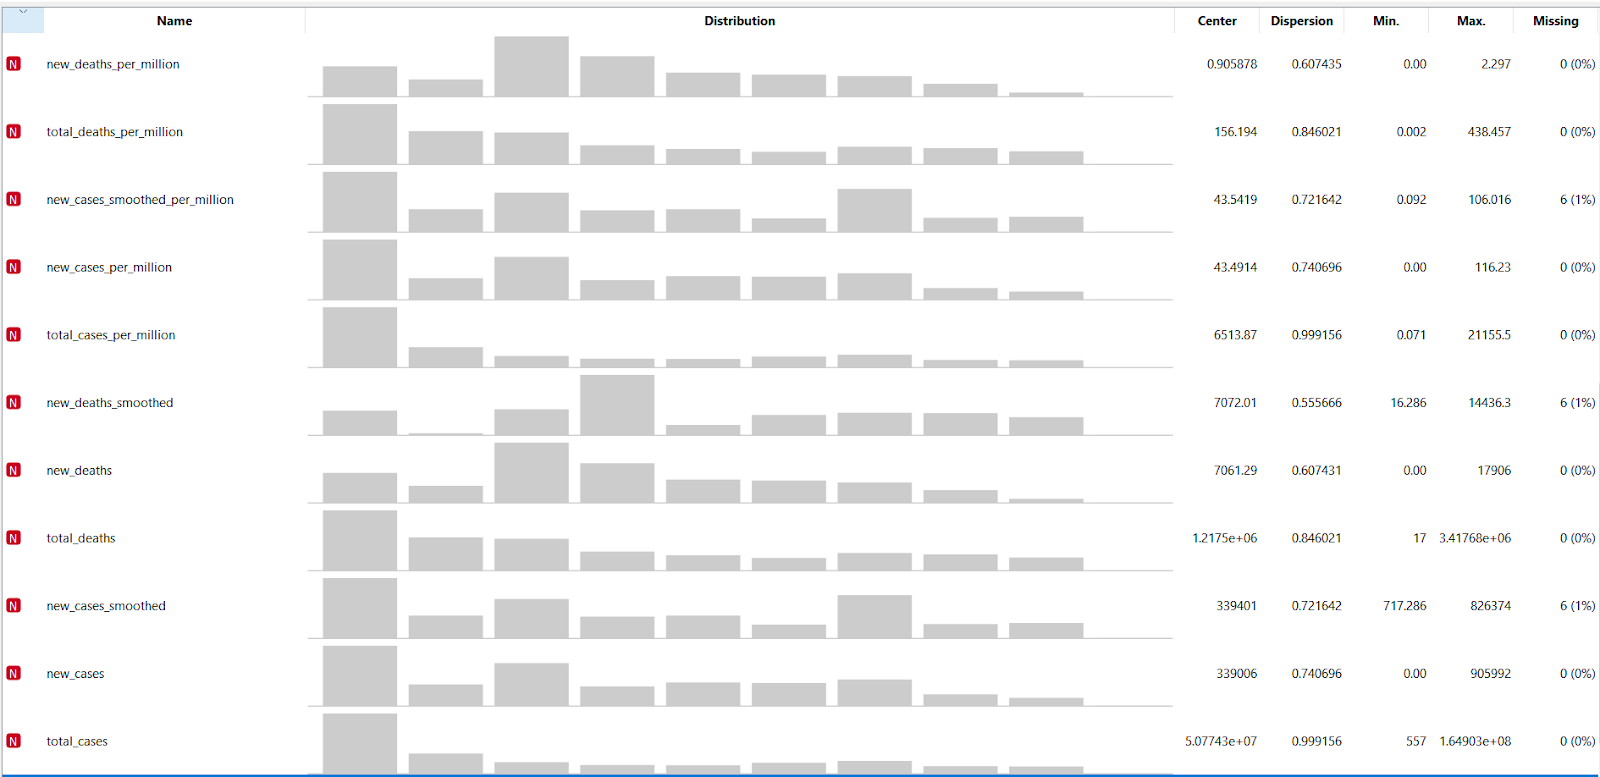 Name Distribution Center Dispersion Min. Max. Missing
N new_deaths_per_million 0.905878 0.607435 0.00 2.297 0 (0%)
N total_deaths_per_million 156.194 0.846021 0.002 438.457 0 (0%)
N new_cases_smoothed_per_million 43.5419 0.721642 0.092 106.016 6 (1%)
N new_cases_per_million 43.4914 0.740696 0.00 116.23 0 (0%)
N total_cases_per_million 6513.87 0.999156 0.071 21155.5 0 (0%)
N new_deaths_smoothed 7072.01 0.555666 16.286 14436.3 6 (1%)
N new_deaths 7061.29 0.607431 0.00 17906 0 (0%)
N total_deaths 1.2175e+06 0.846021 17 3.41768e+06 0 (0%)
N new_cases_smoothed 339401 0.721642 717.286 826374 6 (1%)
N new_cases 339006 0.740696 0.00 905992 0 (0%)
N total_cases 5.07743e+07 0.999156 557 1.64903e+08 0 (0%)